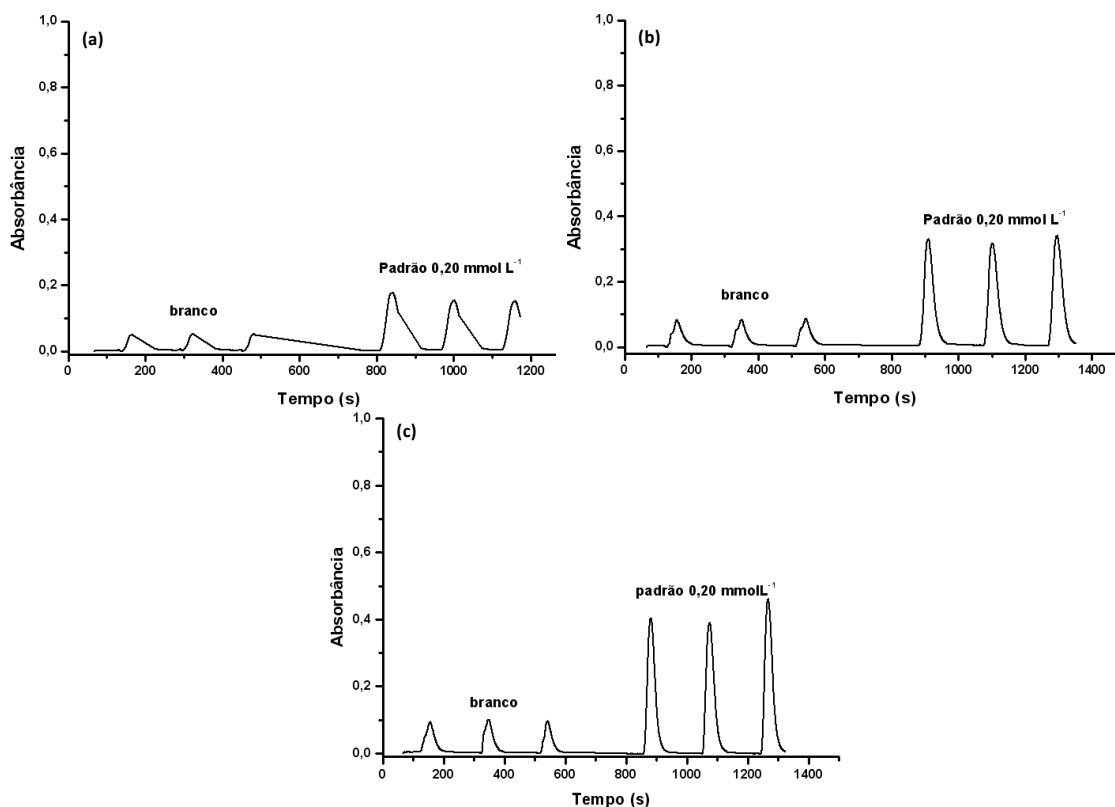 (a)
1,0
0,8
0,6
0,4
0,2
0,0
Absorbância
branco
Padrão 0,20 mmol L⁻¹
0 200 400 600 800 1000 1200
Tempo (s)
(b)
1,0
0,8
0,6
0,4
0,2
0,0
Absorbância
branco
Padrão 0,20 mmol L⁻¹
0 200 400 600 800 1000 1200 1400
Tempo (s)
(c)
1,0
0,8
0,6
0,4
0,2
0,0
Absorbância
branco
padrão 0,20 mmolL⁻¹
0 200 400 600 800 1000 1200 1400
Tempo (s)